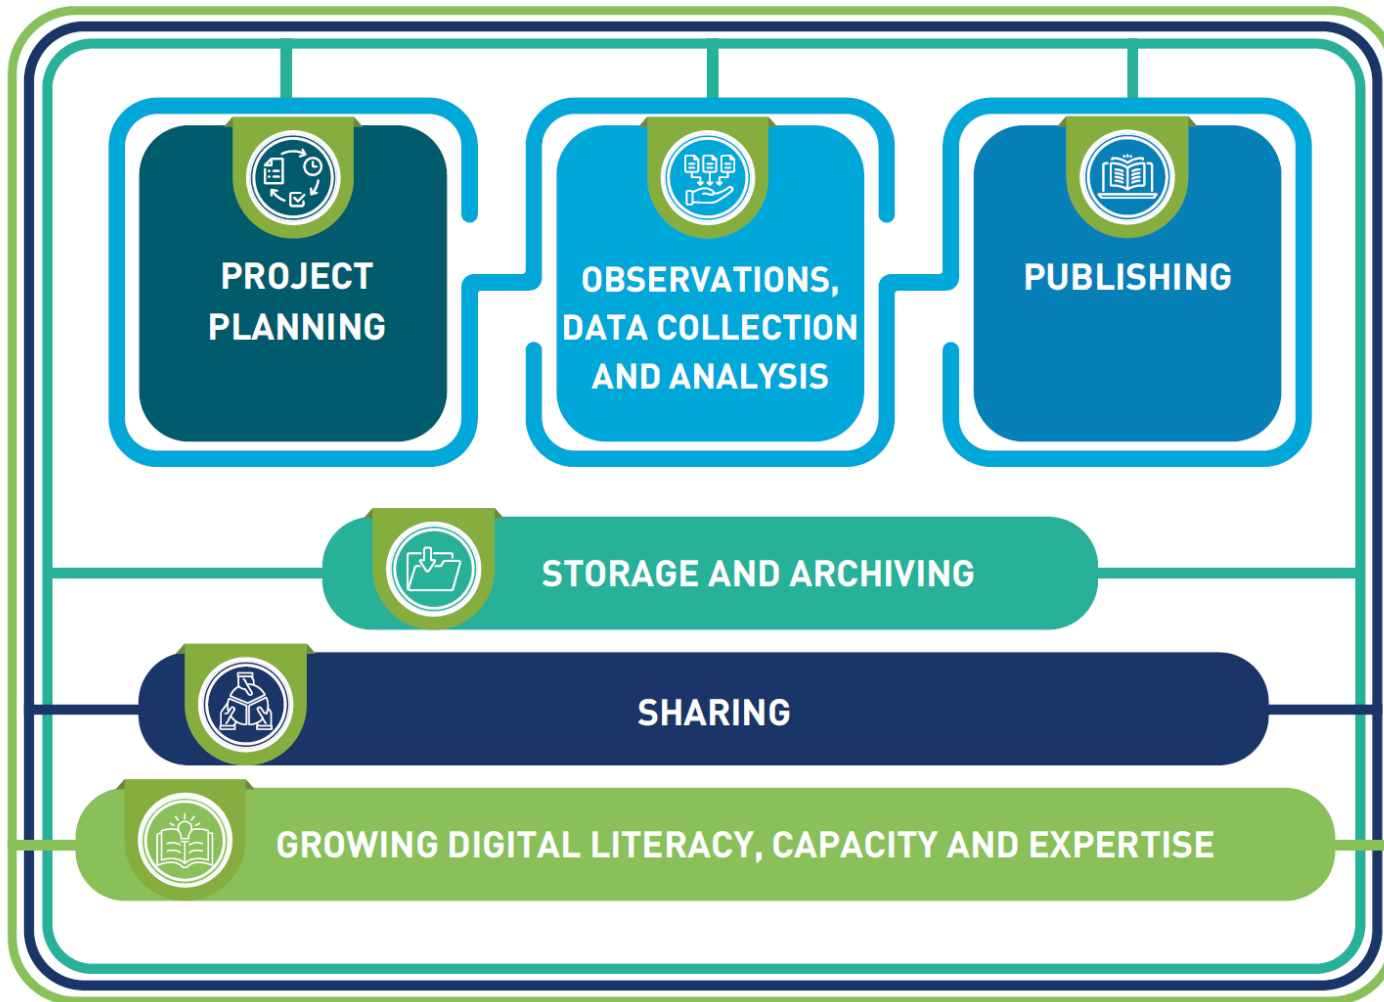 PROJECT
PLANNING
OBSERVATIONS,
DATA COLLECTION
AND ANALYSIS
PUBLISHING
STORAGE AND ARCHIVING
SHARING
GROWING DIGITAL LITERACY, CAPACITY AND EXPERTISE